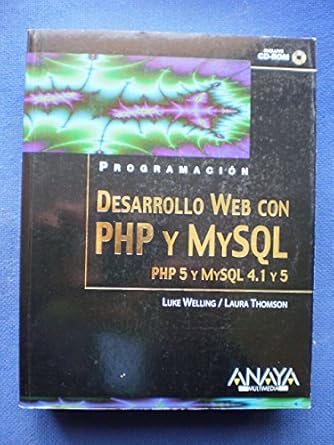 INCLUYE
CD-ROM
PROGRAMACIÓN
DESARROLLO WEB CON
PHP Y MYSQL
PHP 5 Y MYSQL 4.1 Y 5
LUKE WELLING / LAURA THOMSON
ANAYA
MULTIMEDIA